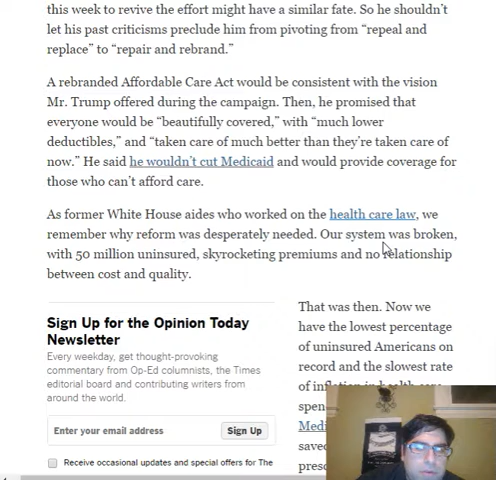 this week to revive the effort might have a similar fate. So he shouldn't
let his past criticisms preclude him from pivoting from “repeal and
replace” to “repair and rebrand.”
A rebranded Affordable Care Act would be consistent with the vision
Mr. Trump offered during the campaign. Then, he promised that
everyone would be “beautifully covered,” with “much lower
deductibles,” and “taken care of much better than they're taken care of
now.” He said he wouldn't cut Medicaid and would provide coverage for
those who can't afford care.
As former White House aides who worked on the health care law, we
remember why reform was desperately needed. Our system was broken,
with 50 million uninsured, skyrocketing premiums and no relationship
between cost and quality.
Sign Up for the Opinion Today
Newsletter
Every weekday, get thought-provoking
commentary from Op-Ed columnists, the Times
editorial board and contributing writers from
around the world.
Enter your email address
Sign Up
Receive occasional updates and special offers for The
That was then. Now we
have the lowest percentage
of uninsured Americans on
record and the slowest rate
of